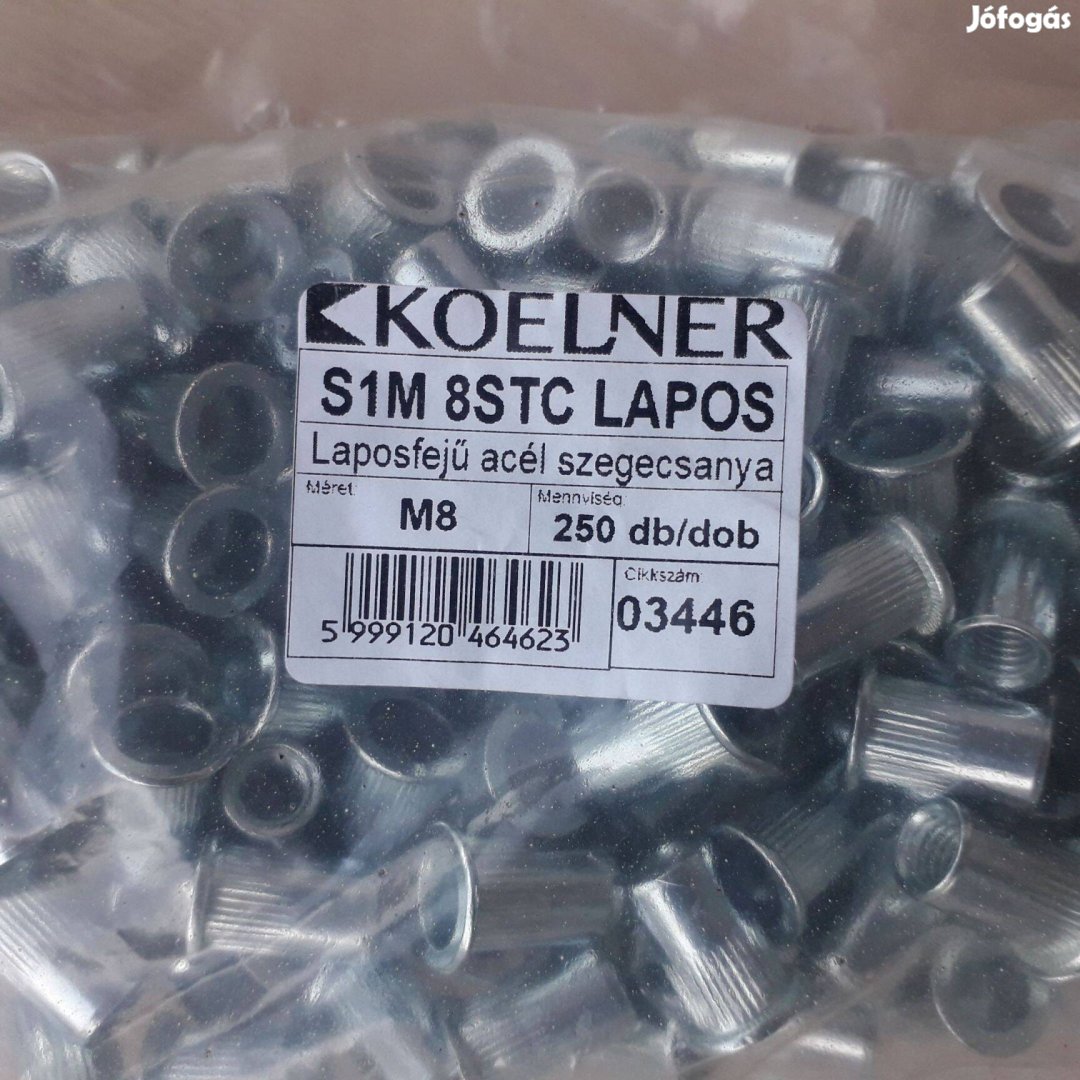 Jófogás
KOELNER
S1M 8STC LAPOS
Laposfejű acél szegecsanya
Méret:
M8
Mennyiség:
250 db/dob
Cikkszám:
03446
5 999120 464623